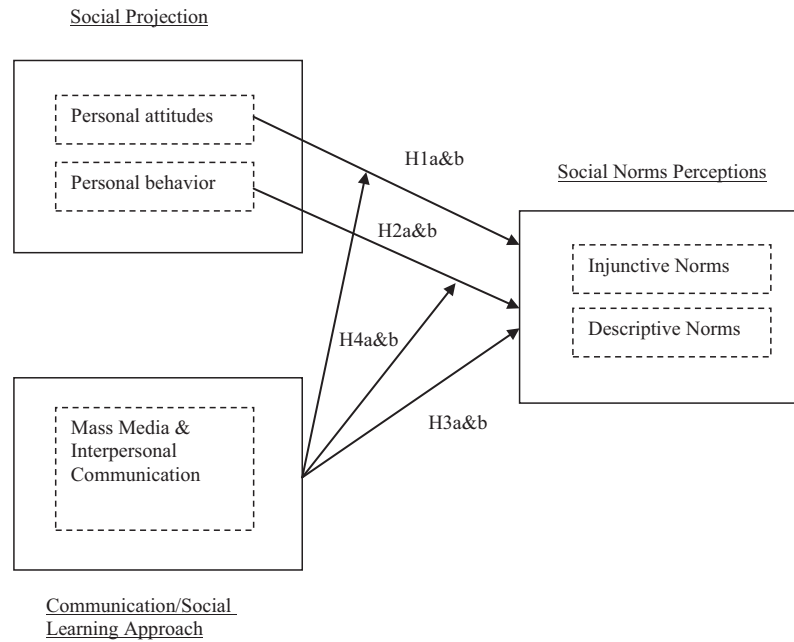 Social Projection
Personal attitudes
Personal behavior
H1a&b
H2a&b
Social Norms Perceptions
Injunctive Norms
Descriptive Norms
H4a&b
H3a&b
Mass Media &
Interpersonal
Communication
Communication/Social
Learning Approach